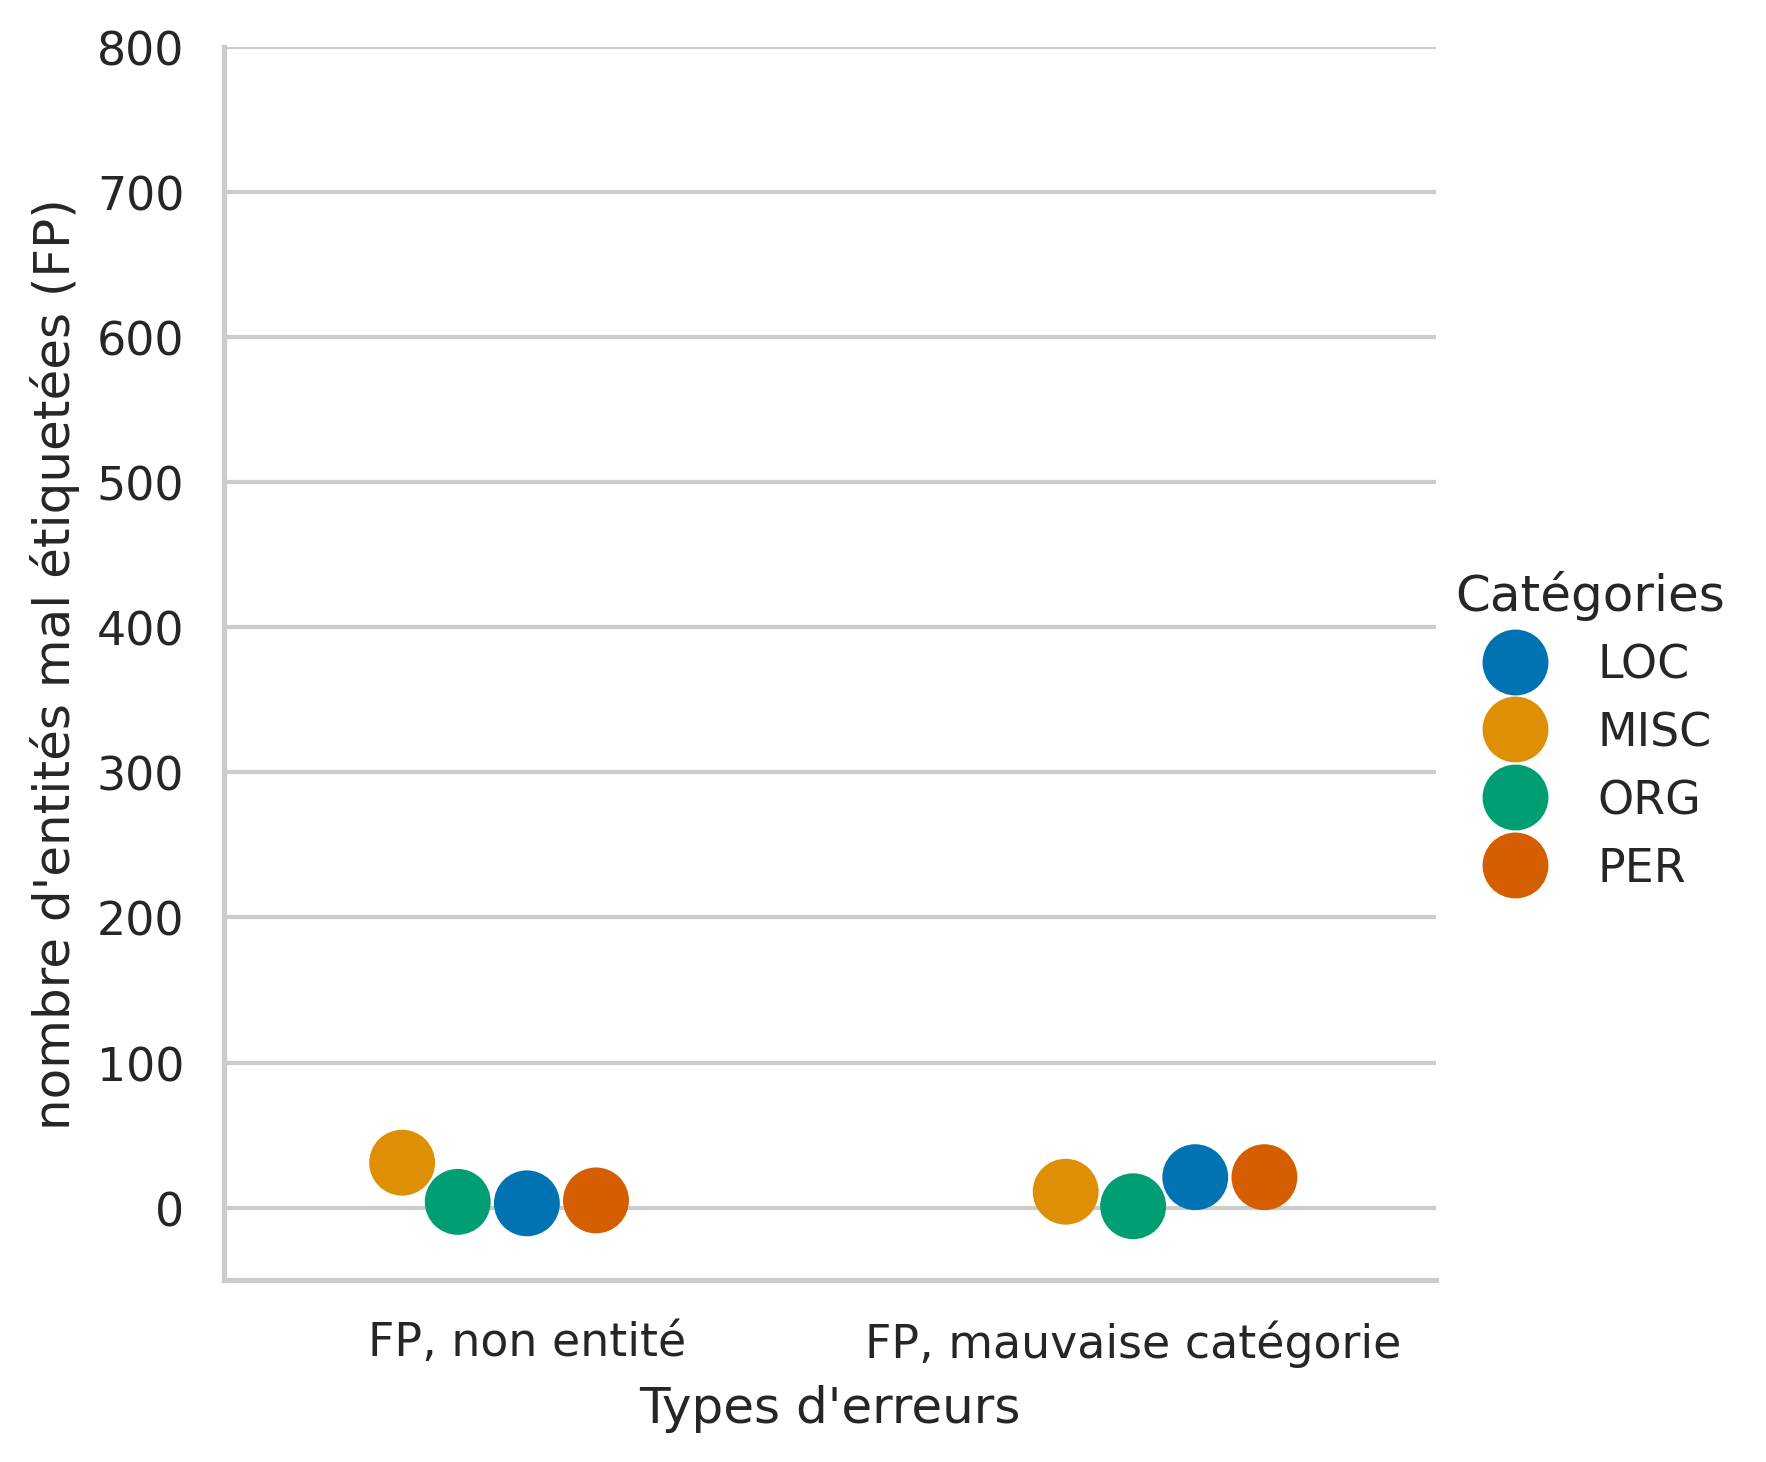 nombre d'entités mal étiquetées (FP)
800
700
600
500
400
300
200
100
0
FP, non entité
FP, mauvaise catégorie
Types d'erreurs
Catégories
LOC
MISC
ORG
PER